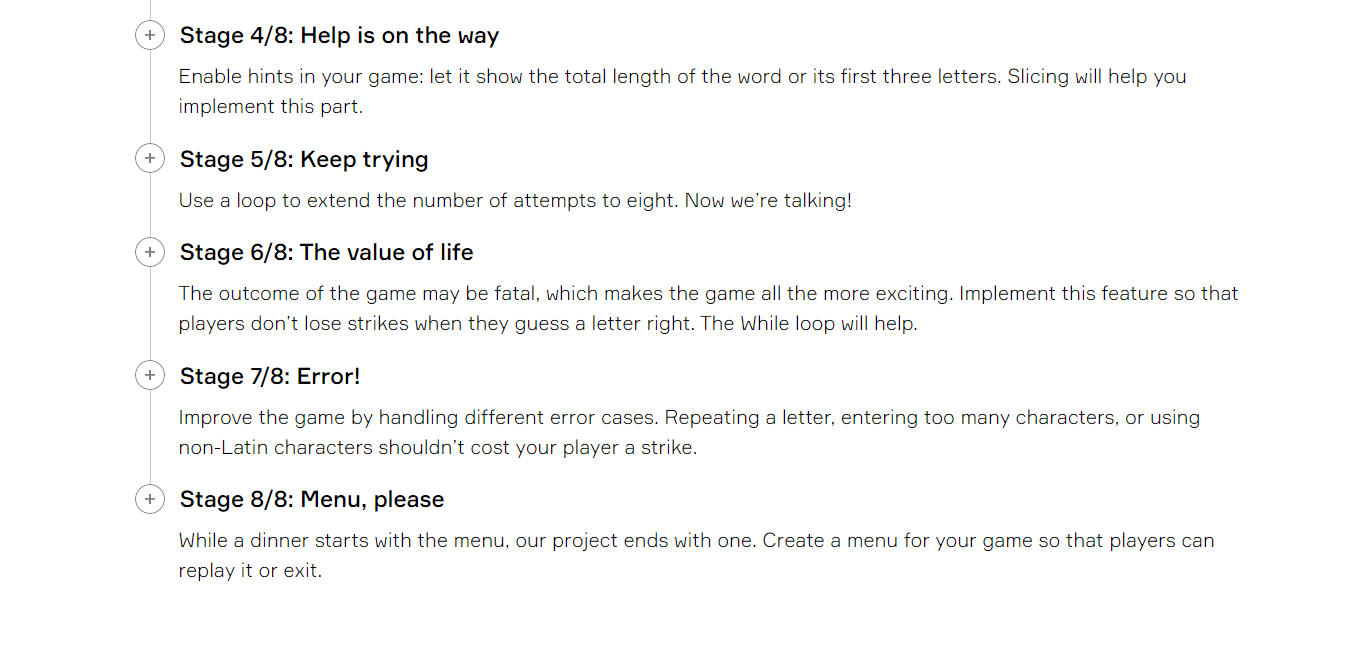 Stage 4/8: Help is on the way
Enable hints in your game: let it show the total length of the word or its first three letters. Slicing will help you
implement this part.
Stage 5/8: Keep trying
Use a loop to extend the number of attempts to eight. Now we’re talking!
Stage 6/8: The value of life
The outcome of the game may be fatal, which makes the game all the more exciting. Implement this feature so that
players don’t lose strikes when they guess a letter right. The While loop will help.
Stage 7/8: Error!
Improve the game by handling different error cases. Repeating a letter, entering too many characters, or using
non-Latin characters shouldn’t cost your player a strike.
Stage 8/8: Menu, please
While a dinner starts with the menu, our project ends with one. Create a menu for your game so that players can
replay it or exit.